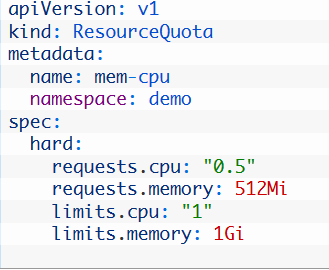 apiVersion: v1
kind: ResourceQuota
metadata:
  name: mem-cpu
  namespace: demo
spec:
  hard:
    requests.cpu: "0.5"
    requests.memory: 512Mi
    limits.cpu: "1"
    limits.memory: 1Gi